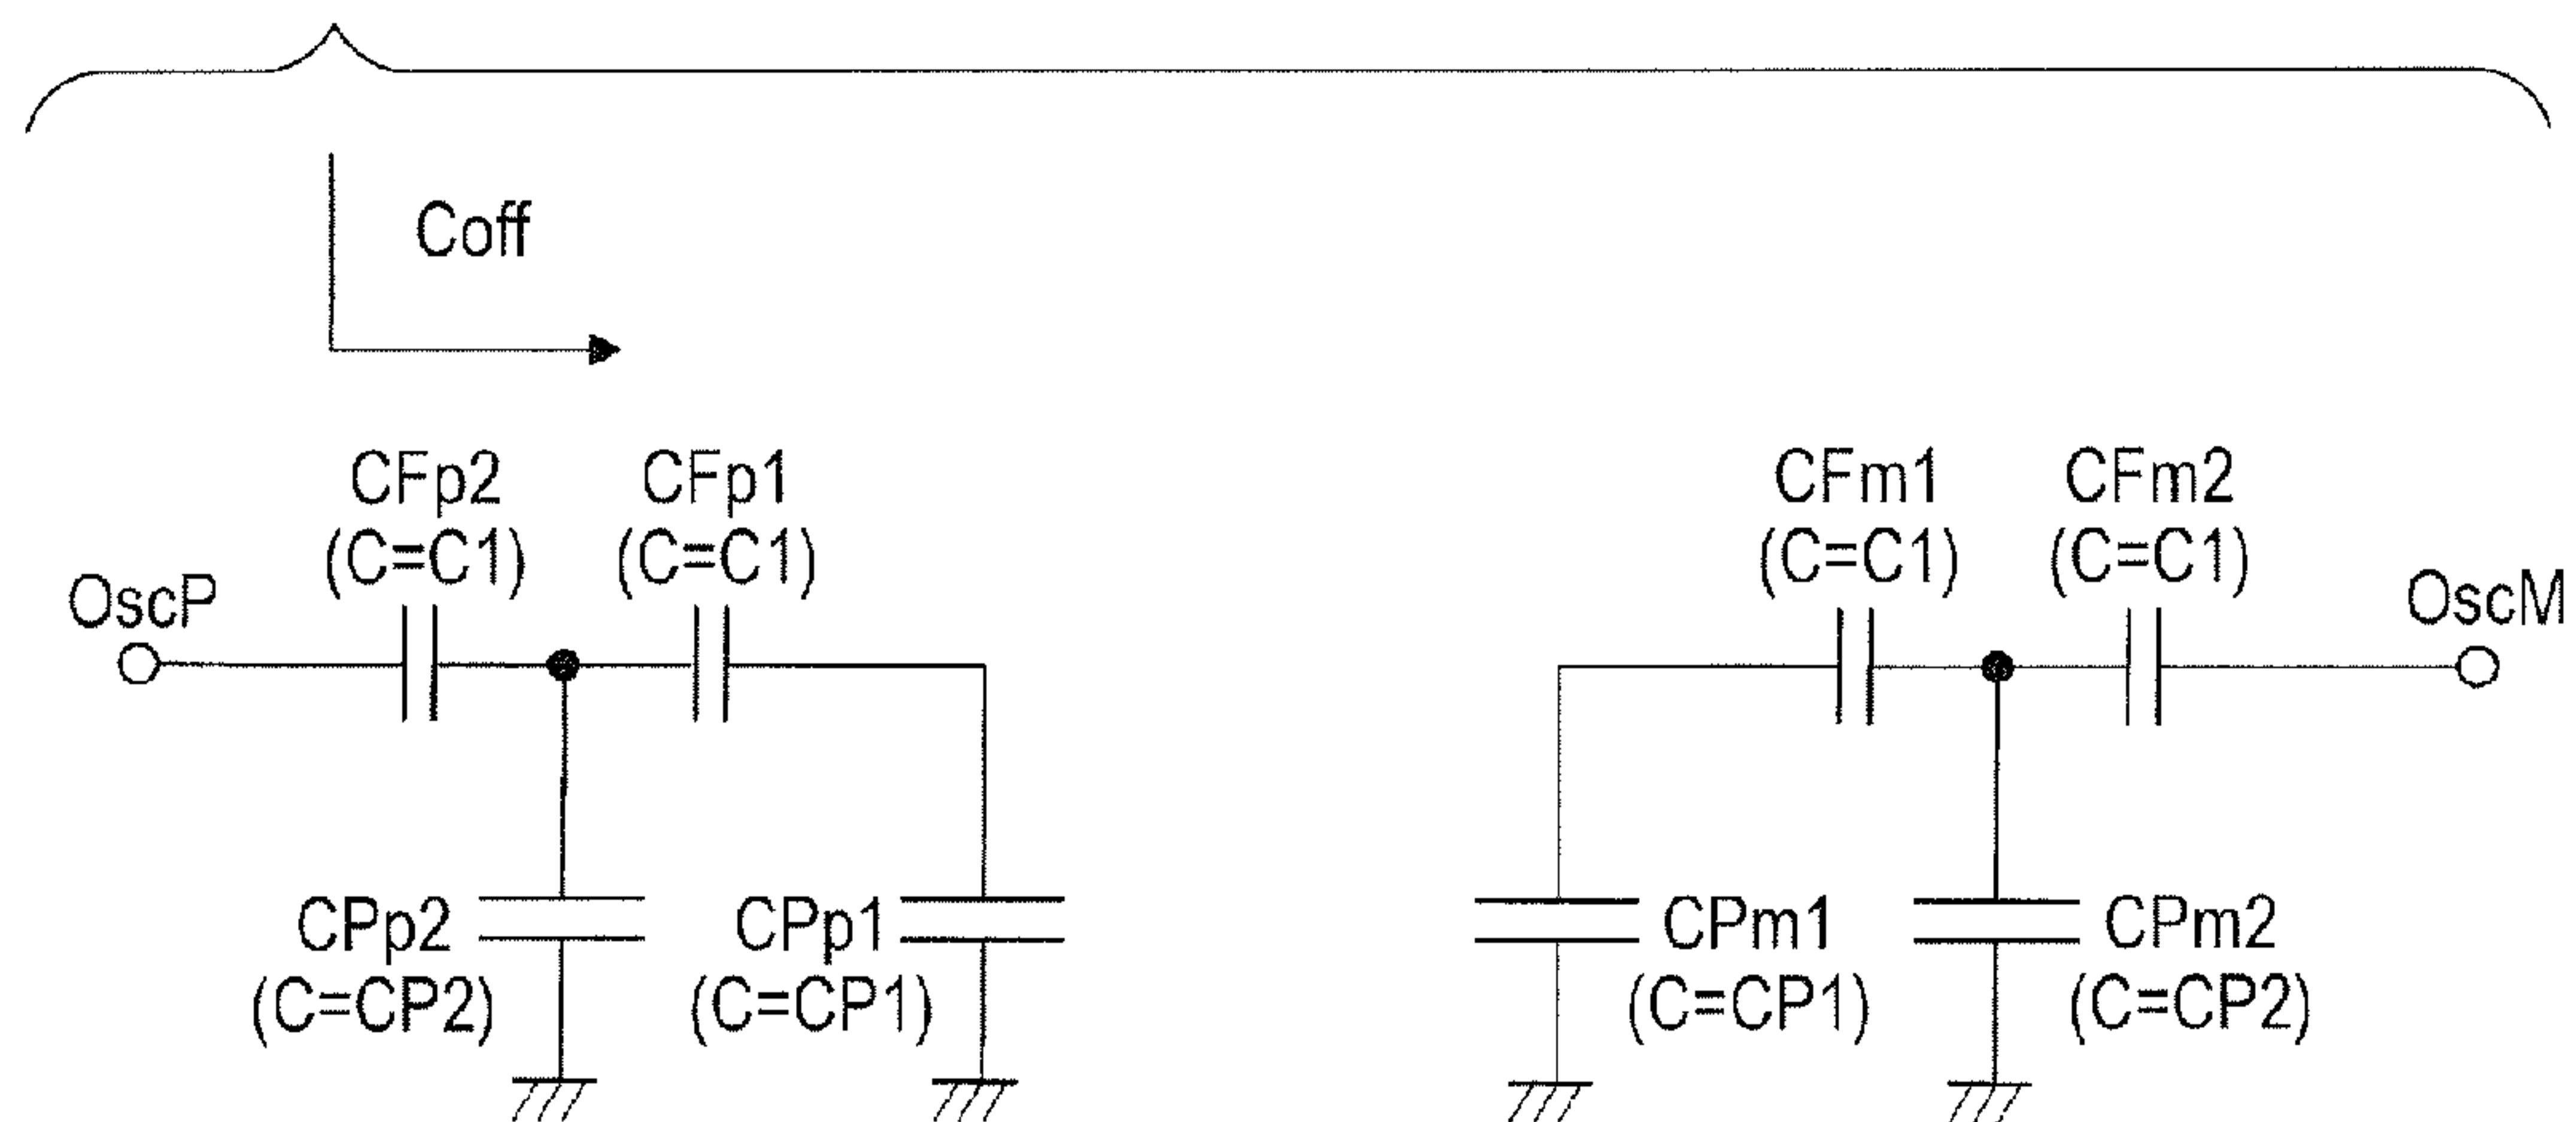 Coff
CFp2 CFp1 CFm1 CFm2
(C=C1) (C=C1) (C=C1) (C=C1)
OscP OscM
CPp2 CPp1 CPm1 CPm2
(C=CP2) (C=CP1) (C=CP1) (C=CP2)